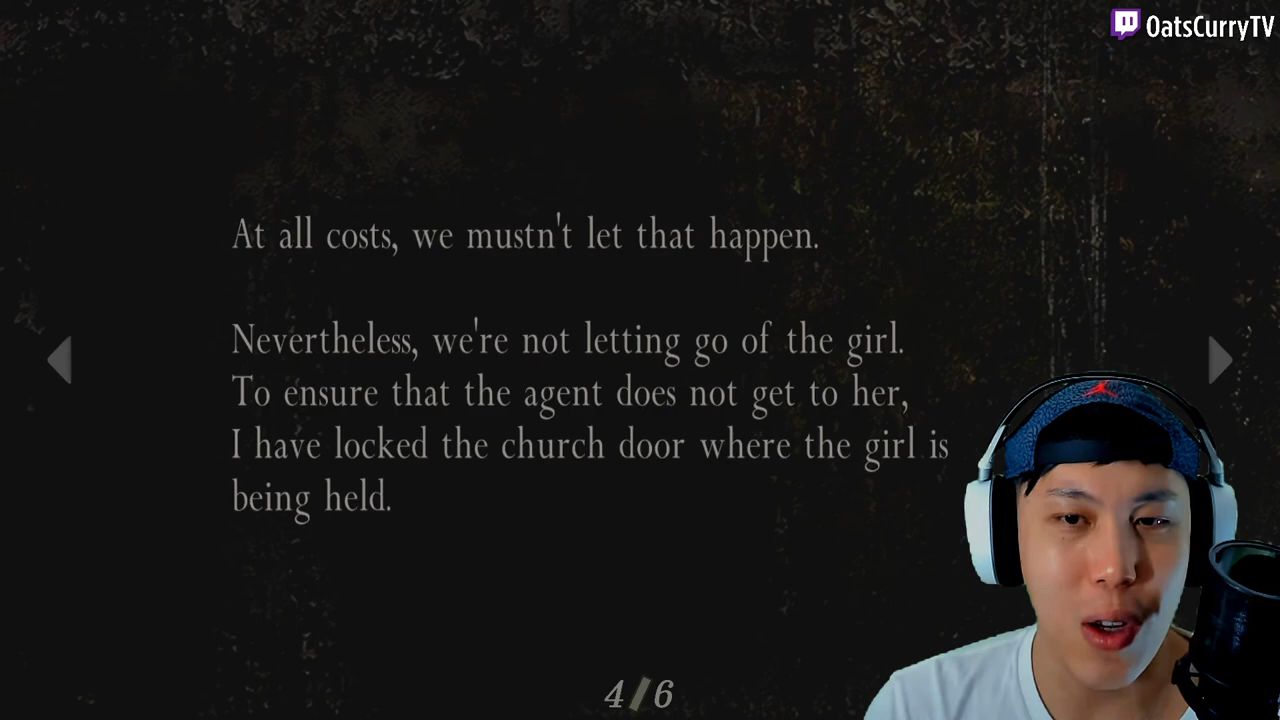 OatsCurryTV
At all costs, we mustn't let that happen.
Nevertheless, we're not letting go of the girl.
To ensure that the agent does not get to her,
I have locked the church door where the girl is
being held.
4/6